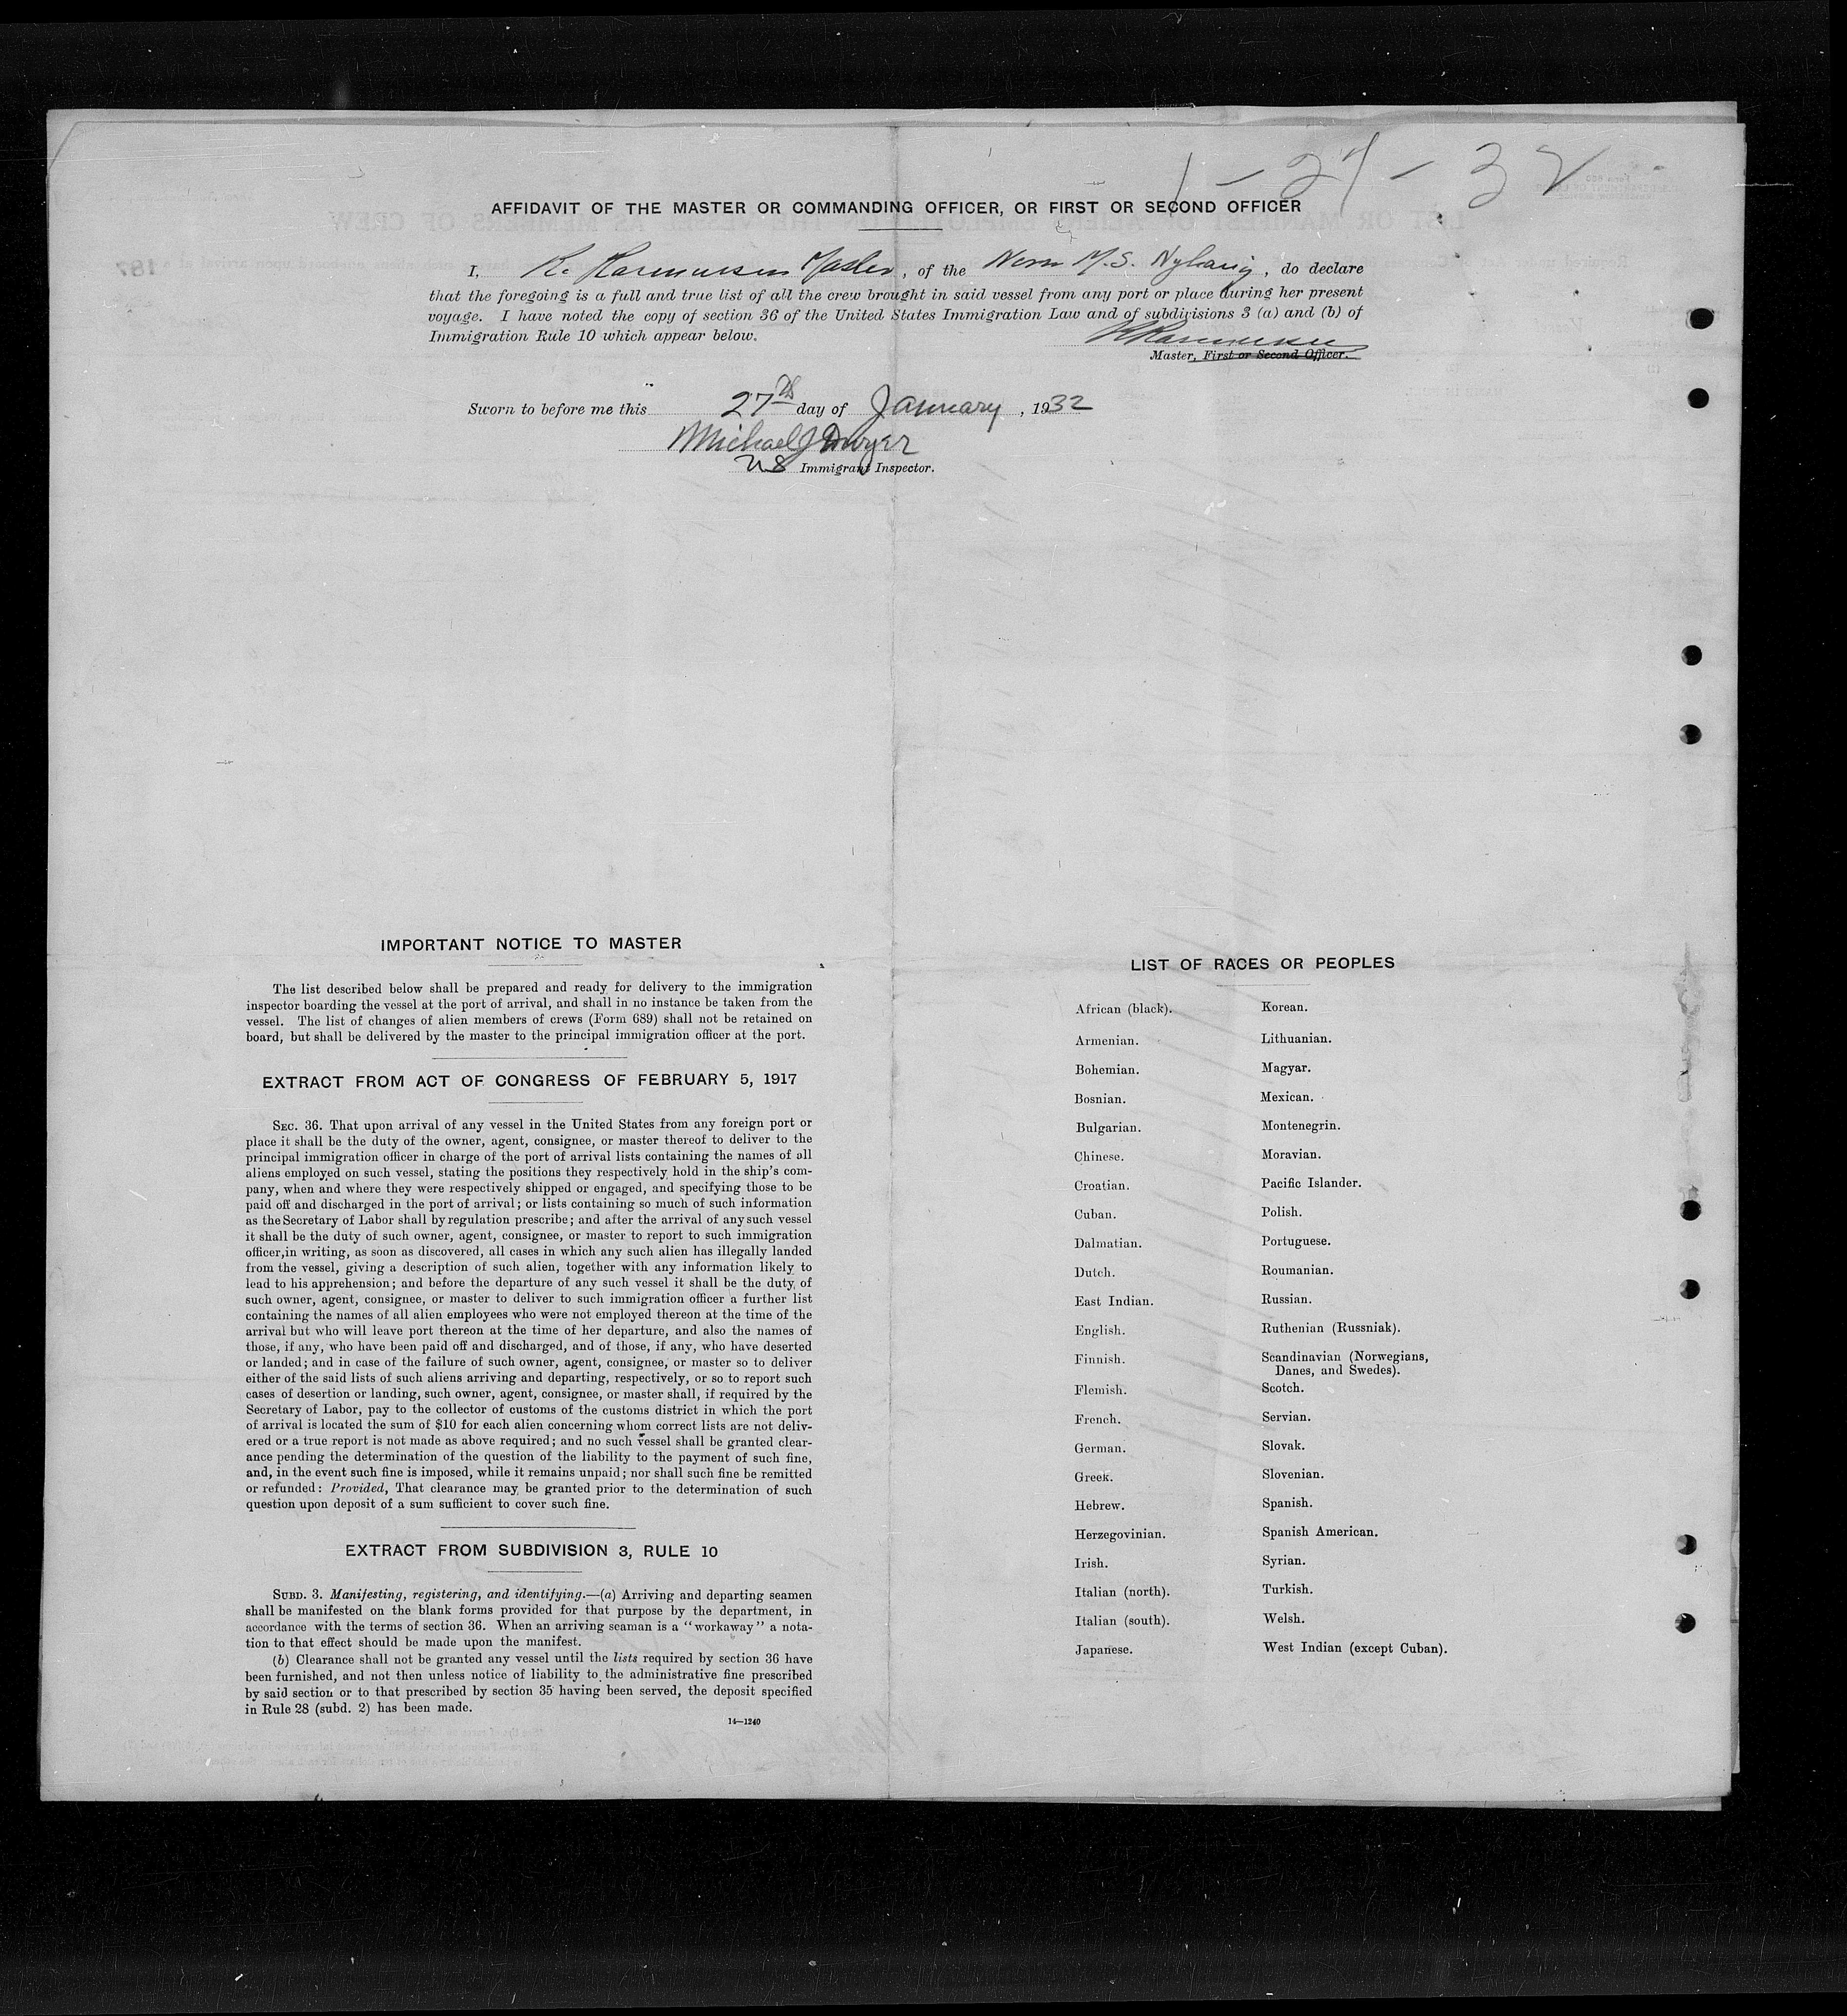 1-27-32
AFFIDAVIT OF THE MASTER OR COMMANDING OFFICER, OR FIRST OR SECOND OFFICER
I, R. Rasmussen Master, of the M.S. , do declare
that the foregoing is a full and true list of all the crew brought in said vessel from any port or place during her present
voyage. I have noted the copy of section 36 of the United States Immigration Law and of subdivisions 3 (a) and (b) of
Immigration Rule 10 which appear below.
Rasmussen
Master, First or Second Officer.
Sworn to before me this 27th day of January, 1932
Michael J Dwyer
US Immigrant Inspector.
IMPORTANT NOTICE TO MASTER
The list described below shall be prepared and ready for delivery to the immigration
inspector boarding the vessel at the port of arrival, and shall in no instance be taken from the
vessel. The list of changes of alien members of crews (Form 689) shall not be retained on
board, but shall be delivered by the master to the principal immigration officer at the port.
EXTRACT FROM ACT OF CONGRESS OF FEBRUARY 5, 1917
SEC. 36. That upon arrival of any vessel in the United States from any foreign port or
place it shall be the duty of the owner, agent, consignee, or master thereof to deliver to the
principal immigration officer in charge of the port of arrival lists containing the names of all
aliens employed on such vessel, stating the positions they respectively hold in the ship's com-
pany, when and where they were respectively shipped or engaged, and specifying those to be
paid off and discharged in the port of arrival; or lists containing so much of such information
as the Secretary of Labor shall by regulation prescribe; and after the arrival of any such vessel
it shall be the duty of such owner, agent, consignee, or master to report to such immigration
officer, in writing, as soon as discovered, all cases in which any such alien has illegally landed
from the vessel, giving a description of such alien, together with any information likely to
lead to his apprehension; and before the departure of any such vessel it shall be the duty of
such owner, agent, consignee, or master to deliver to such immigration officer a further list
containing the names of all alien employees who were not employed thereon at the time of the
arrival but who will leave port thereon at the time of her departure, and also the names of
those, if any, who have been paid off and discharged, and of those, if any, who have deserted
or landed; and in case of the failure of such owner, agent, consignee, or master so to deliver
either of the said lists of such aliens arriving and departing, respectively, or so to report such
cases of desertion or landing, such owner, agent, consignee, or master shall, if required by the
Secretary of Labor, pay to the collector of customs of the customs district in which the port
of arrival is located the sum of $10 for each alien concerning whom correct lists are not deliv-
ered or a true report is not made as above required; and no such vessel shall be granted clear-
ance pending the determination of the question of the liability to the payment of such fine,
and, in the event such fine is imposed, while it remains unpaid; nor shall such fine be remitted
or refunded: Provided, That clearance may be granted prior to the determination of such
question upon deposit of a sum sufficient to cover such fine.
EXTRACT FROM SUBDIVISION 3, RULE 10
SUBD. 3. Manifesting, registering, and identifying.—(a) Arriving and departing seamen
shall be manifested on the blank forms provided for that purpose by the department, in
accordance with the terms of section 36. When an arriving seaman is a "workaway" a nota-
tion to that effect should be made upon the manifest.
(b) Clearance shall not be granted any vessel until the lists required by section 36 have
been furnished, and not then unless notice of liability to the administrative fine prescribed
by said section or to that prescribed by section 35 having been served, the deposit specified
in Rule 28 (subd. 2) has been made.
14—1240
LIST OF RACES OR PEOPLES
African (black).
Armenian.
Bohemian.
Bosnian.
Bulgarian.
Chinese.
Croatian.
Cuban.
Dalmatian.
Dutch.
East Indian.
English.
Finnish.
Flemish.
French.
German.
Greek.
Hebrew.
Herzegovinian.
Irish.
Italian (north).
Italian (south).
Japanese.
Korean.
Lithuanian.
Magyar.
Mexican.
Montenegrin.
Moravian.
Pacific Islander.
Polish.
Portuguese.
Roumanian.
Russian.
Ruthenian (Russniak).
Scandinavian (Norwegians,
Danes, and Swedes).
Scotch.
Servian.
Slovak.
Slovenian.
Spanish.
Spanish American.
Syrian.
Turkish.
Welsh.
West Indian (except Cuban).